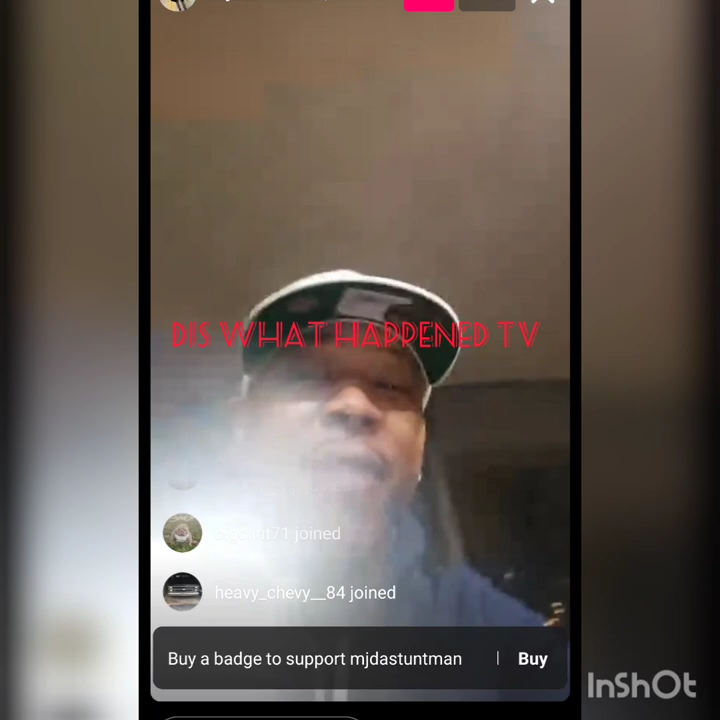 DIS WHAT HAPPENED TV
joined
heavy_chevy__84 joined
Buy a badge to support mjdastuntman | Buy
InShOt